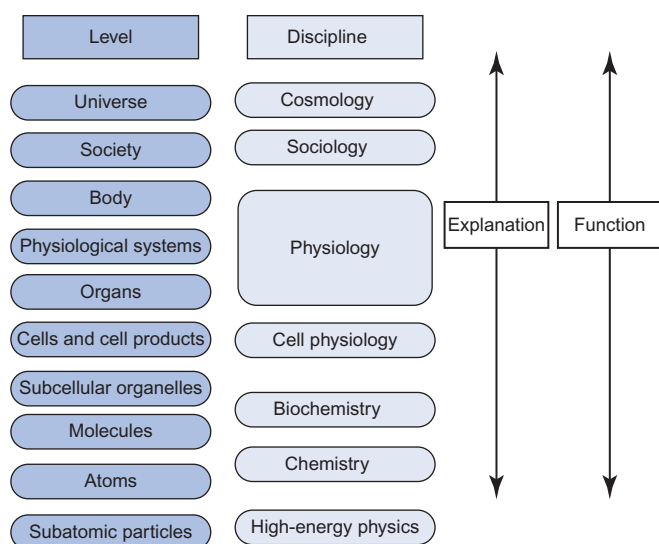 Level
Discipline
Universe
Cosmology
Society
Sociology
Body
Physiology
Explanation
Function
Physiological systems
Organs
Cells and cell products
Cell physiology
Subcellular organelles
Biochemistry
Molecules
Chemistry
Atoms
Subatomic particles
High-energy physics